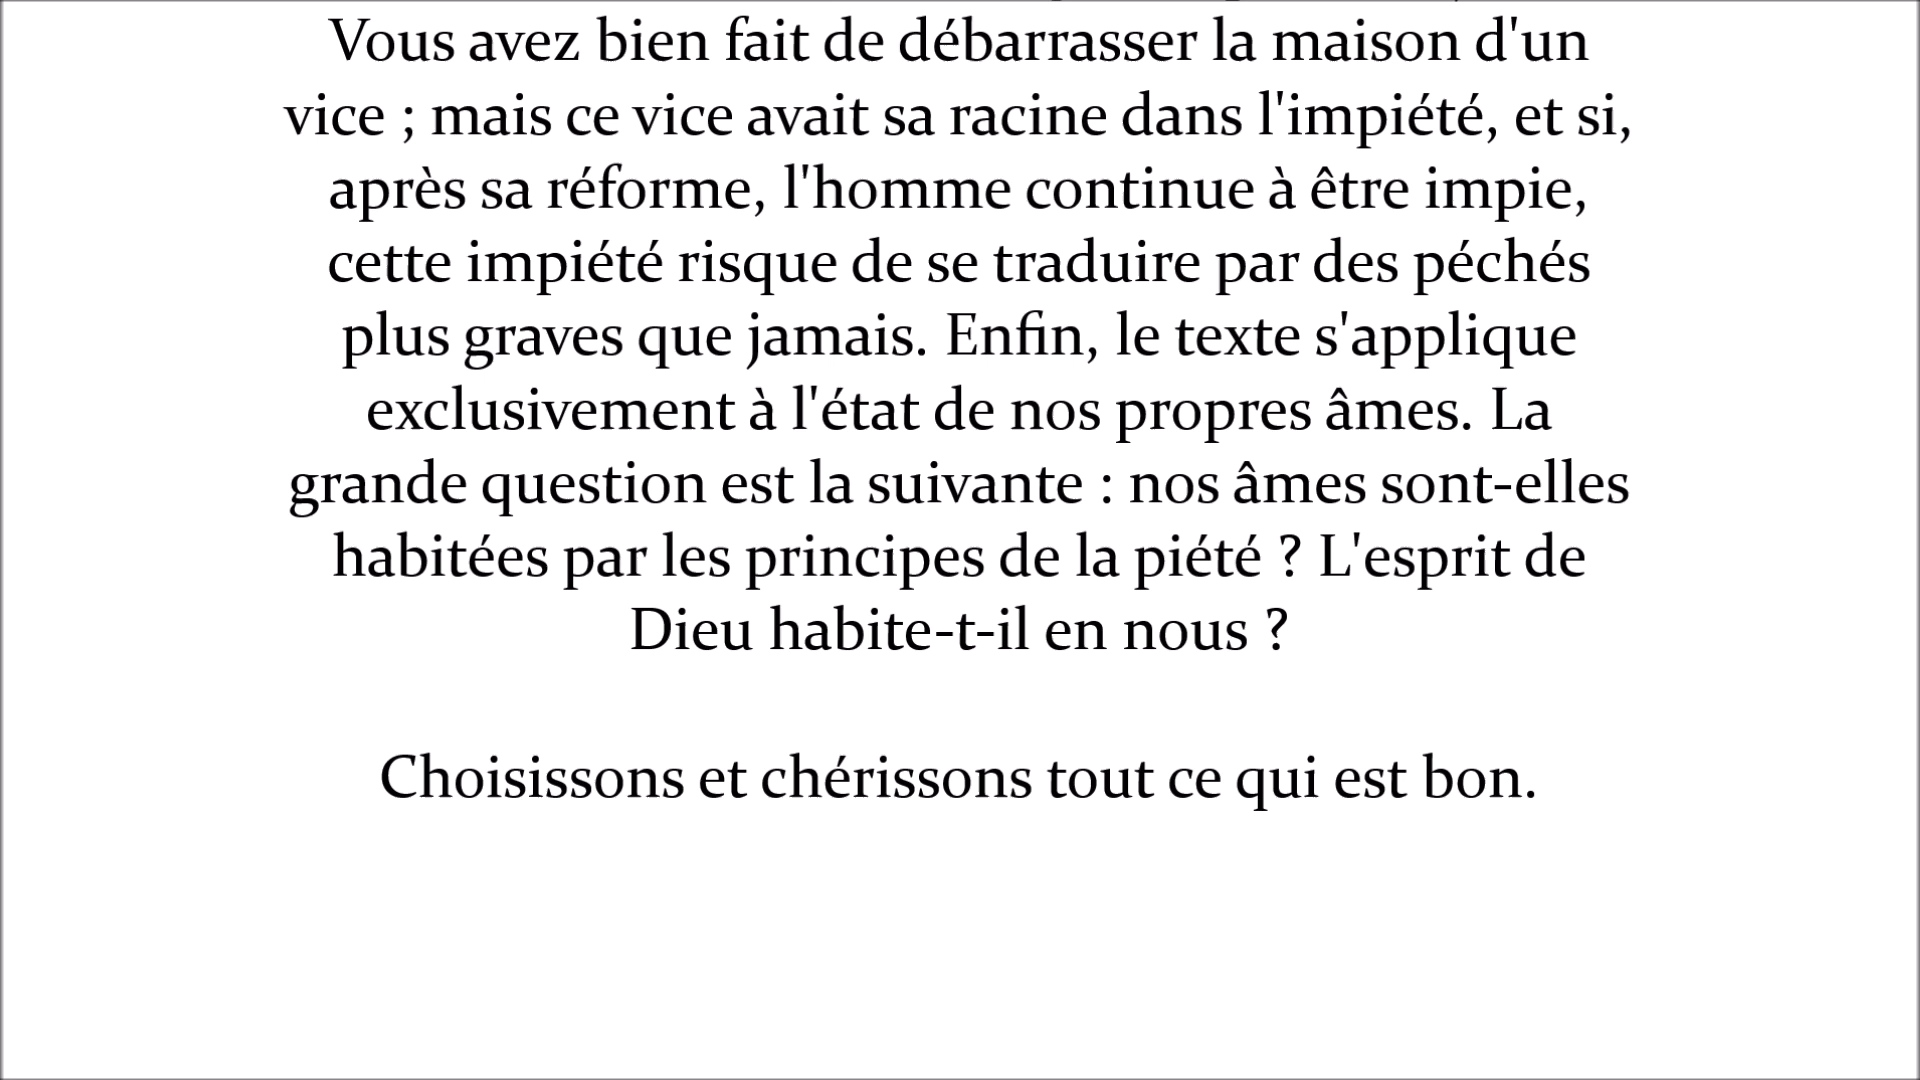 Vous avez bien fait de débarrasser la maison d'un
vice ; mais ce vice avait sa racine dans l'impiété, et si,
après sa réforme, l'homme continue à être impie,
cette impiété risque de se traduire par des péchés
plus graves que jamais. Enfin, le texte s'applique
exclusivement à l'état de nos propres âmes. La
grande question est la suivante : nos âmes sont-elles
habitées par les principes de la piété ? L'esprit de
Dieu habite-t-il en nous ?
Choisissons et chérissons tout ce qui est bon.